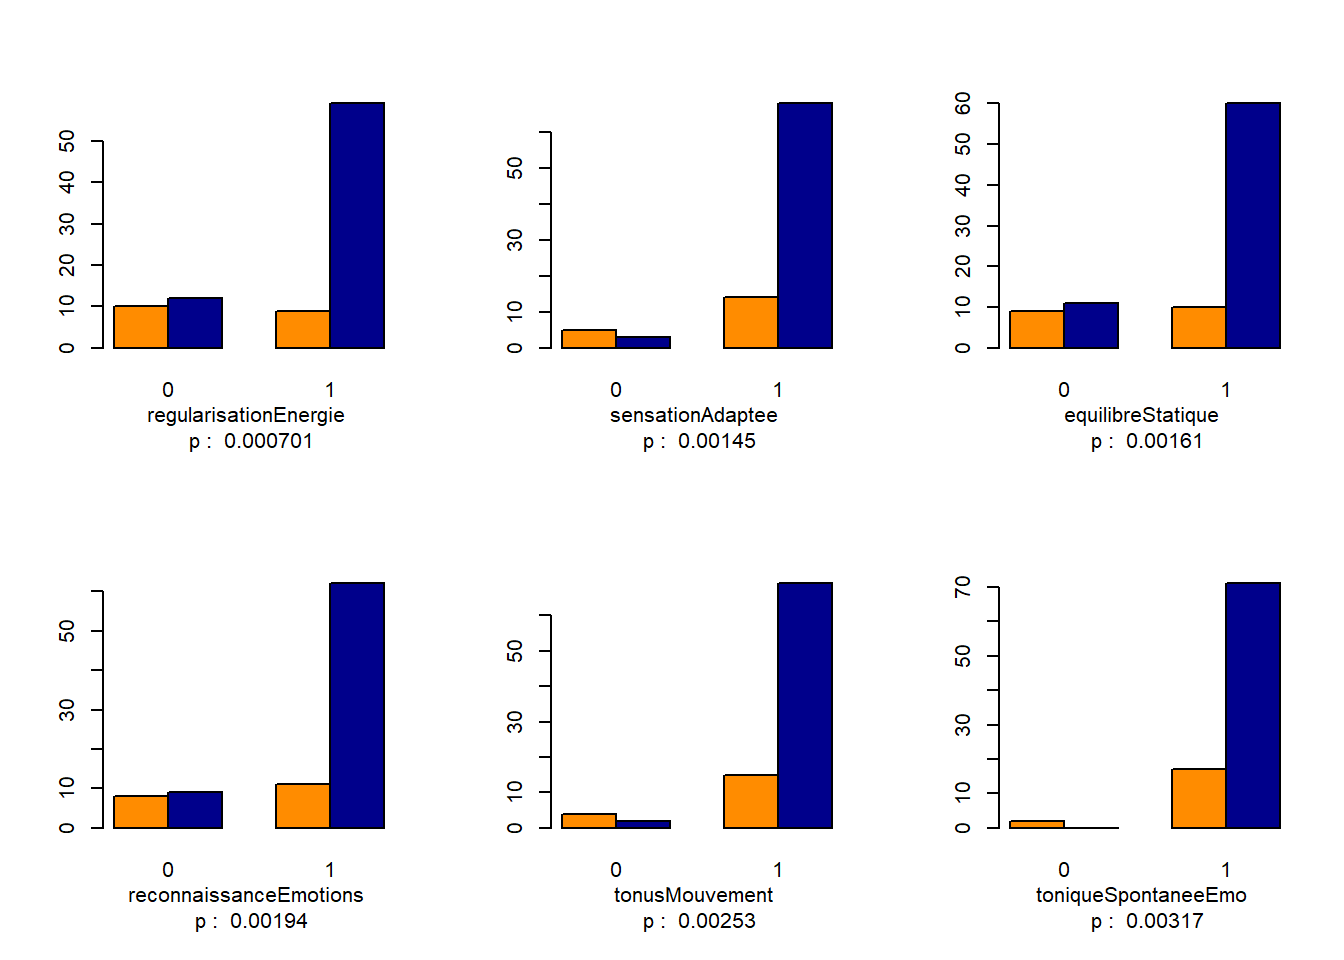 0 10 20 30 40 50
0 1
regularisationEnergie
p : 0.000701
0 10 30 50
0 1
sensationAdaptee
p : 0.00145
0 10 20 30 40 50 60
0 1
equilibreStatique
p : 0.00161
0 10 30 50
0 1
reconnaissanceEmotions
p : 0.00194
0 10 30 50
0 1
tonusMouvement
p : 0.00253
0 10 30 50 70
0 1
toniqueSpontaneeEmo
p : 0.00317